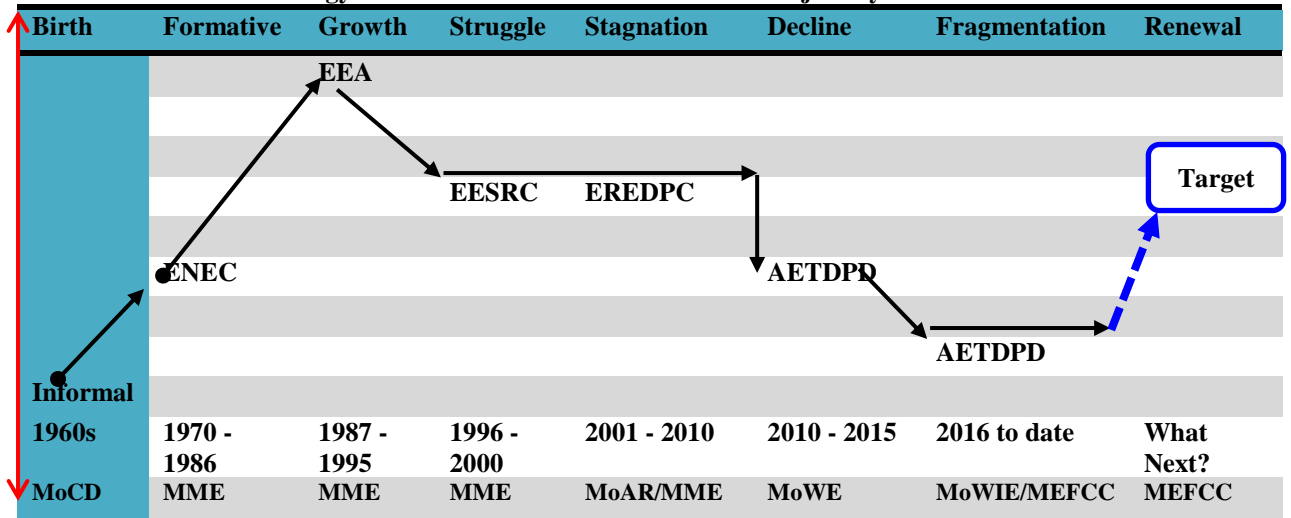 Birth Formative Growth Struggle Stagnation Decline Fragmentation Renewal
EEA
Target
EESRC EREDPC
ENEC AETDPD
AETDPD
Informal
1960s 1970 - 1987 - 1996 - 2001 - 2010 2010 - 2015 2016 to date What
1986 1995 2000 Next?
MoCD MME MME MME MoAR/MME MoWE MoWIE/MEFCC MEFCC